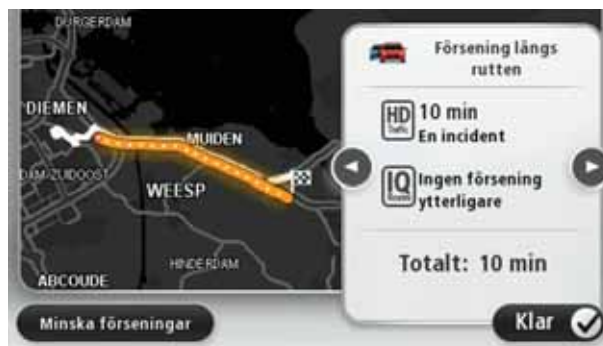 DURGERDAM
DIEMEN
MUIDEN
DAM-ZUIDOOST
WEESP
HINDERDAM
ABCOUDE
Minska förseningar
Försening längs
rutten
HD
Traffic
10 min
En incident
IQ
Ingen försening
ytterligare
Totalt: 10 min
Klar